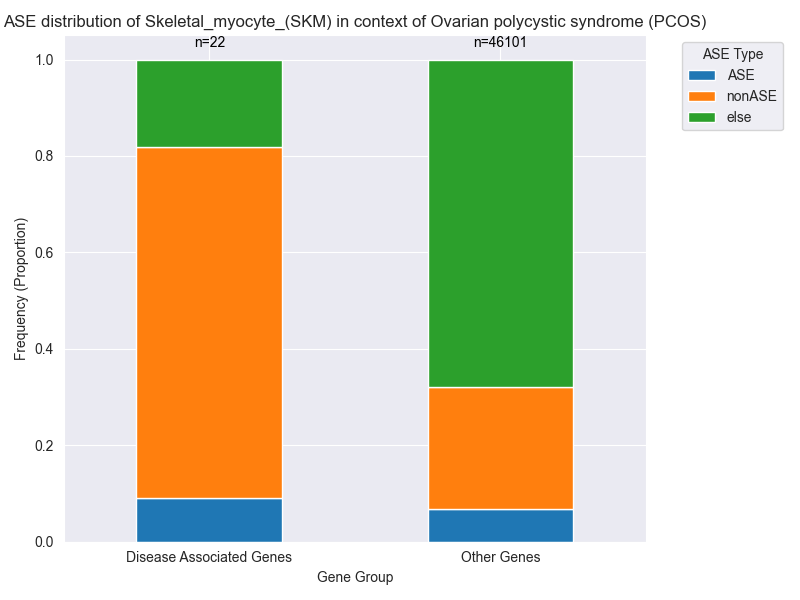 ASE distribution of Skeletal_myocyte_(SKM) in context of Ovarian polycystic syndrome (PCOS)
n=22
n=46101
ASE Type
ASE
nonASE
else
1.0
0.8
0.6
0.4
0.2
0.0
Frequency (Proportion)
Disease Associated Genes
Other Genes
Gene Group